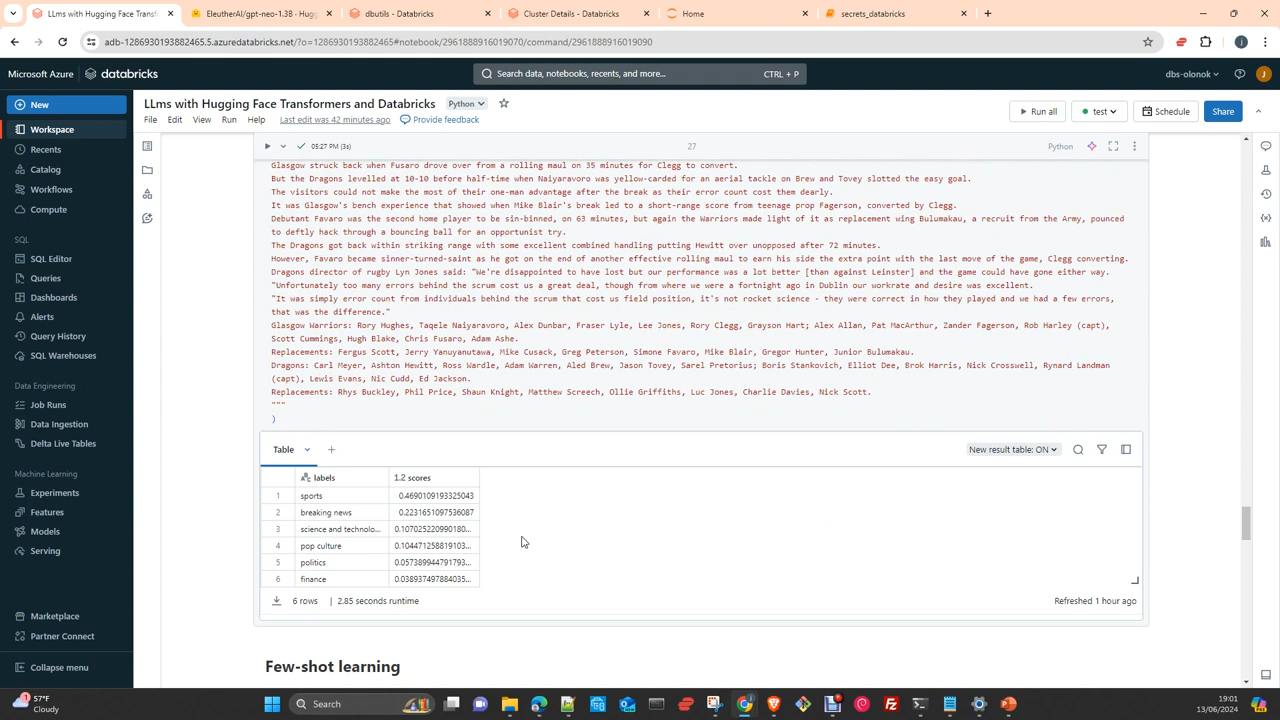 LLms with Hugging Face Transf
EleutherAI/gpt-neo-1.3B · Hugg
dbutils - Databricks
Cluster Details - Databricks
Home
secrets_databricks
adb-1286930193882465.5.azuredatabricks.net/?o=1286930193882465#notebook/2961888916019070/command/2961888916019090
Microsoft Azure
databricks
Search data, notebooks, recents, and more...
CTRL + P
dbs-olonok
J
New
Workspace
Recents
Catalog
Workflows
Compute
SQL
SQL Editor
Queries
Dashboards
Alerts
Query History
SQL Warehouses
Data Engineering
Job Runs
Data Ingestion
Delta Live Tables
Machine Learning
Experiments
Features
Models
Serving
Marketplace
Partner Connect
Collapse menu
LLms with Hugging Face Transformers and Databricks
Python
File Edit View Run Help
Last edit was 42 minutes ago
Provide feedback
Run all
test
Schedule
Share
05:27 PM (3s)
27
Python
Glasgow struck back when Fusaro drove over from a rolling maul on 35 minutes for Clegg to convert.
But the Dragons levelled at 10-10 before half-time when Naiyaravoro was yellow-carded for an aerial tackle on Brew and Tovey slotted the easy goal.
The visitors could not make the most of their one-man advantage after the break as their error count cost them dearly.
It was Glasgow's bench experience that showed when Mike Blair's break led to a short-range score from teenage prop Fagerson, converted by Clegg.
Debutant Favaro was the second home player to be sin-binned, on 63 minutes, but again the Warriors made light of it as replacement wing Bulumakau, a recruit from the Army, pounced
to deftly hack through a bouncing ball for an opportunist try.
The Dragons got back within striking range with some excellent combined handling putting Hewitt over unopposed after 72 minutes.
However, Favaro became sinner-turned-saint as he got on the end of another effective rolling maul to earn his side the extra point with the last move of the game, Clegg converting.
Dragons director of rugby Lyn Jones said: "We're disappointed to have lost but our performance was a lot better [than against Leinster] and the game could have gone either way.
"Unfortunately too many errors behind the scrum cost us a great deal, though from where we were a fortnight ago in Dublin our workrate and desire was excellent.
"It was simply error count from individuals behind the scrum that cost us field position, it's not rocket science - they were correct in how they played and we had a few errors,
that was the difference."
Glasgow Warriors: Rory Hughes, Taqele Naiyaravoro, Alex Dunbar, Fraser Lyle, Lee Jones, Rory Clegg, Grayson Hart; Alex Allan, Pat MacArthur, Zander Fagerson, Rob Harley (capt),
Scott Cummings, Hugh Blake, Chris Fusaro, Adam Ashe.
Replacements: Fergus Scott, Jerry Yanuyanutawa, Mike Cusack, Greg Peterson, Simone Favaro, Mike Blair, Gregor Hunter, Junior Bulumakau.
Dragons: Carl Meyer, Ashton Hewitt, Ross Wardle, Adam Warren, Aled Brew, Jason Tovey, Sarel Pretorius; Boris Stankovich, Elliot Dee, Brok Harris, Nick Crosswell, Rynard Landman
(capt), Lewis Evans, Nic Cudd, Ed Jackson.
Replacements: Rhys Buckley, Phil Price, Shaun Knight, Matthew Screech, Ollie Griffiths, Luc Jones, Charlie Davies, Nick Scott.
"""
)
Table
New result table: ON
labels 1.2 scores
1 sports 0.4690109193325043
2 breaking news 0.2231651097536087
3 science and technolo... 0.107025220990180...
4 pop culture 0.104471258819103...
5 politics 0.057389944791793...
6 finance 0.038937497884035...
6 rows | 2.85 seconds runtime
Refreshed 1 hour ago
Few-shot learning
57°F
Cloudy
Search
19:01
13/06/2024